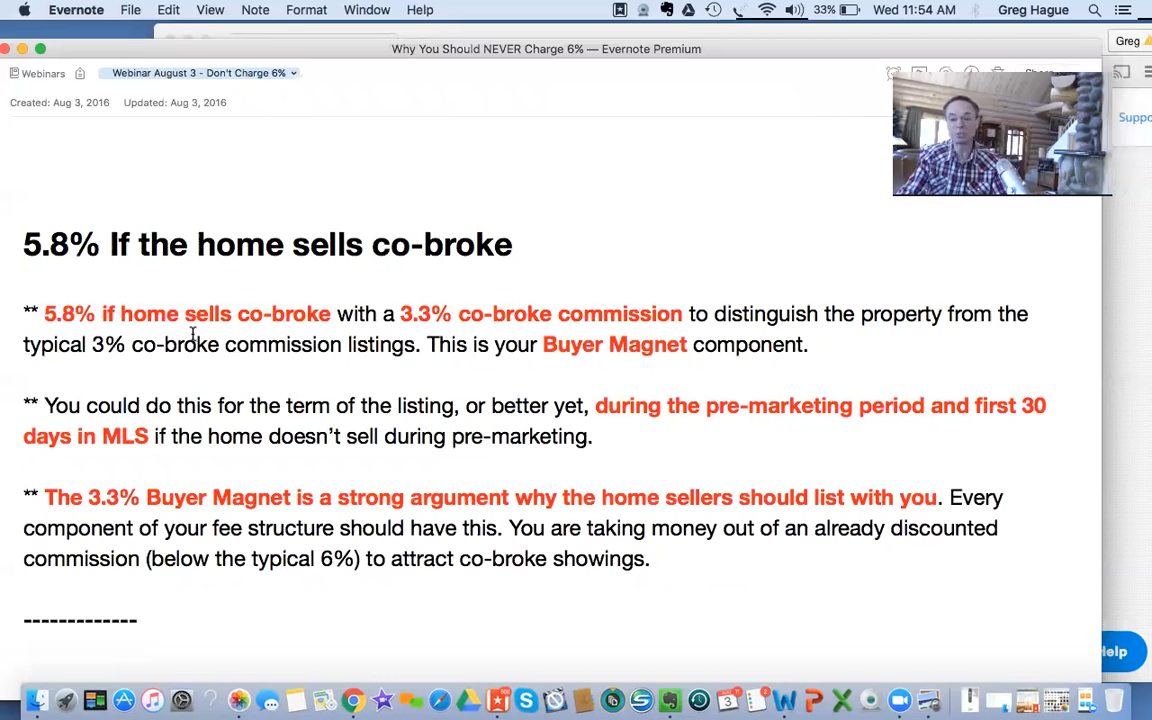 Evernote File Edit View Note Format Window Help 33% Wed 11:54 AM Greg Hague
Why You Should NEVER Charge 6% — Evernote Premium
Greg
Webinars Webinar August 3 - Don't Charge 6% Share
Created: Aug 3, 2016 Updated: Aug 3, 2016
Suppo
5.8% If the home sells co-broke
** 5.8% if home sells co-broke with a 3.3% co-broke commission to distinguish the property from the
typical 3% co-broke commission listings. This is your Buyer Magnet component.
** You could do this for the term of the listing, or better yet, during the pre-marketing period and first 30
days in MLS if the home doesn’t sell during pre-marketing.
** The 3.3% Buyer Magnet is a strong argument why the home sellers should list with you. Every
component of your fee structure should have this. You are taking money out of an already discounted
commission (below the typical 6%) to attract co-broke showings.
-------------
Help